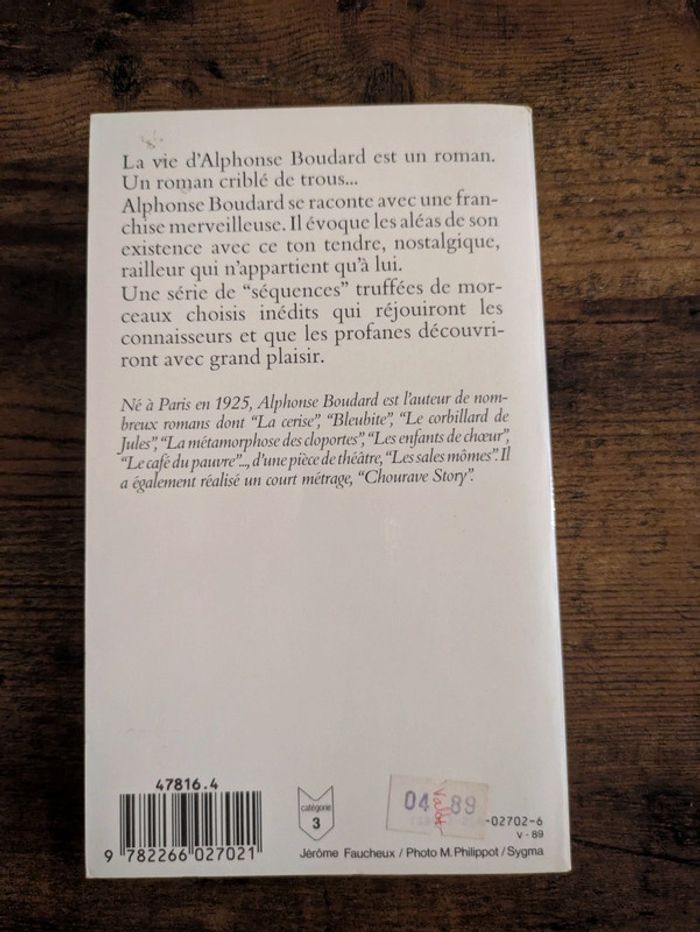 La vie d'Alphonse Boudard est un roman.
Un roman criblé de trous...
Alphonse Boudard se raconte avec une fran-
chise merveilleuse. Il évoque les aléas de son
existence avec ce ton tendre, nostalgique,
railleur qui n'appartient qu'à lui.
Une série de "séquences" truffées de mor-
ceaux choisis inédits qui réjouiront les
connaisseurs et que les profanes découvri-
ront avec grand plaisir.
Né à Paris en 1925, Alphonse Boudard est l'auteur de nom-
breux romans dont "La cerise", "Bleubite", "Le corbillard de
Jules", "La métamorphose des cloportes", "Les enfants de chœur",
"Le café du pauvre"..., d'une pièce de théâtre, "Les sales mômes". Il
a également réalisé un court métrage, "Chourave Story".
47816.4
9 782266 027021
catégorie
3
04 89
-02702-6
V - 89
Jérôme Faucheux / Photo M. Philippot / Sygma